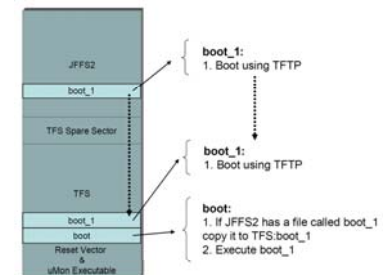 JFFS2
boot_1
TFS Spare Sector
TFS
boot_1
boot
Reset Vector
&
uMon Executable
boot_1:
1. Boot using TFTP
boot_1:
1. Boot using TFTP
boot:
1. If JFFS2 has a file called boot_1
copy it to TFS:boot_1
2. Execute boot_1